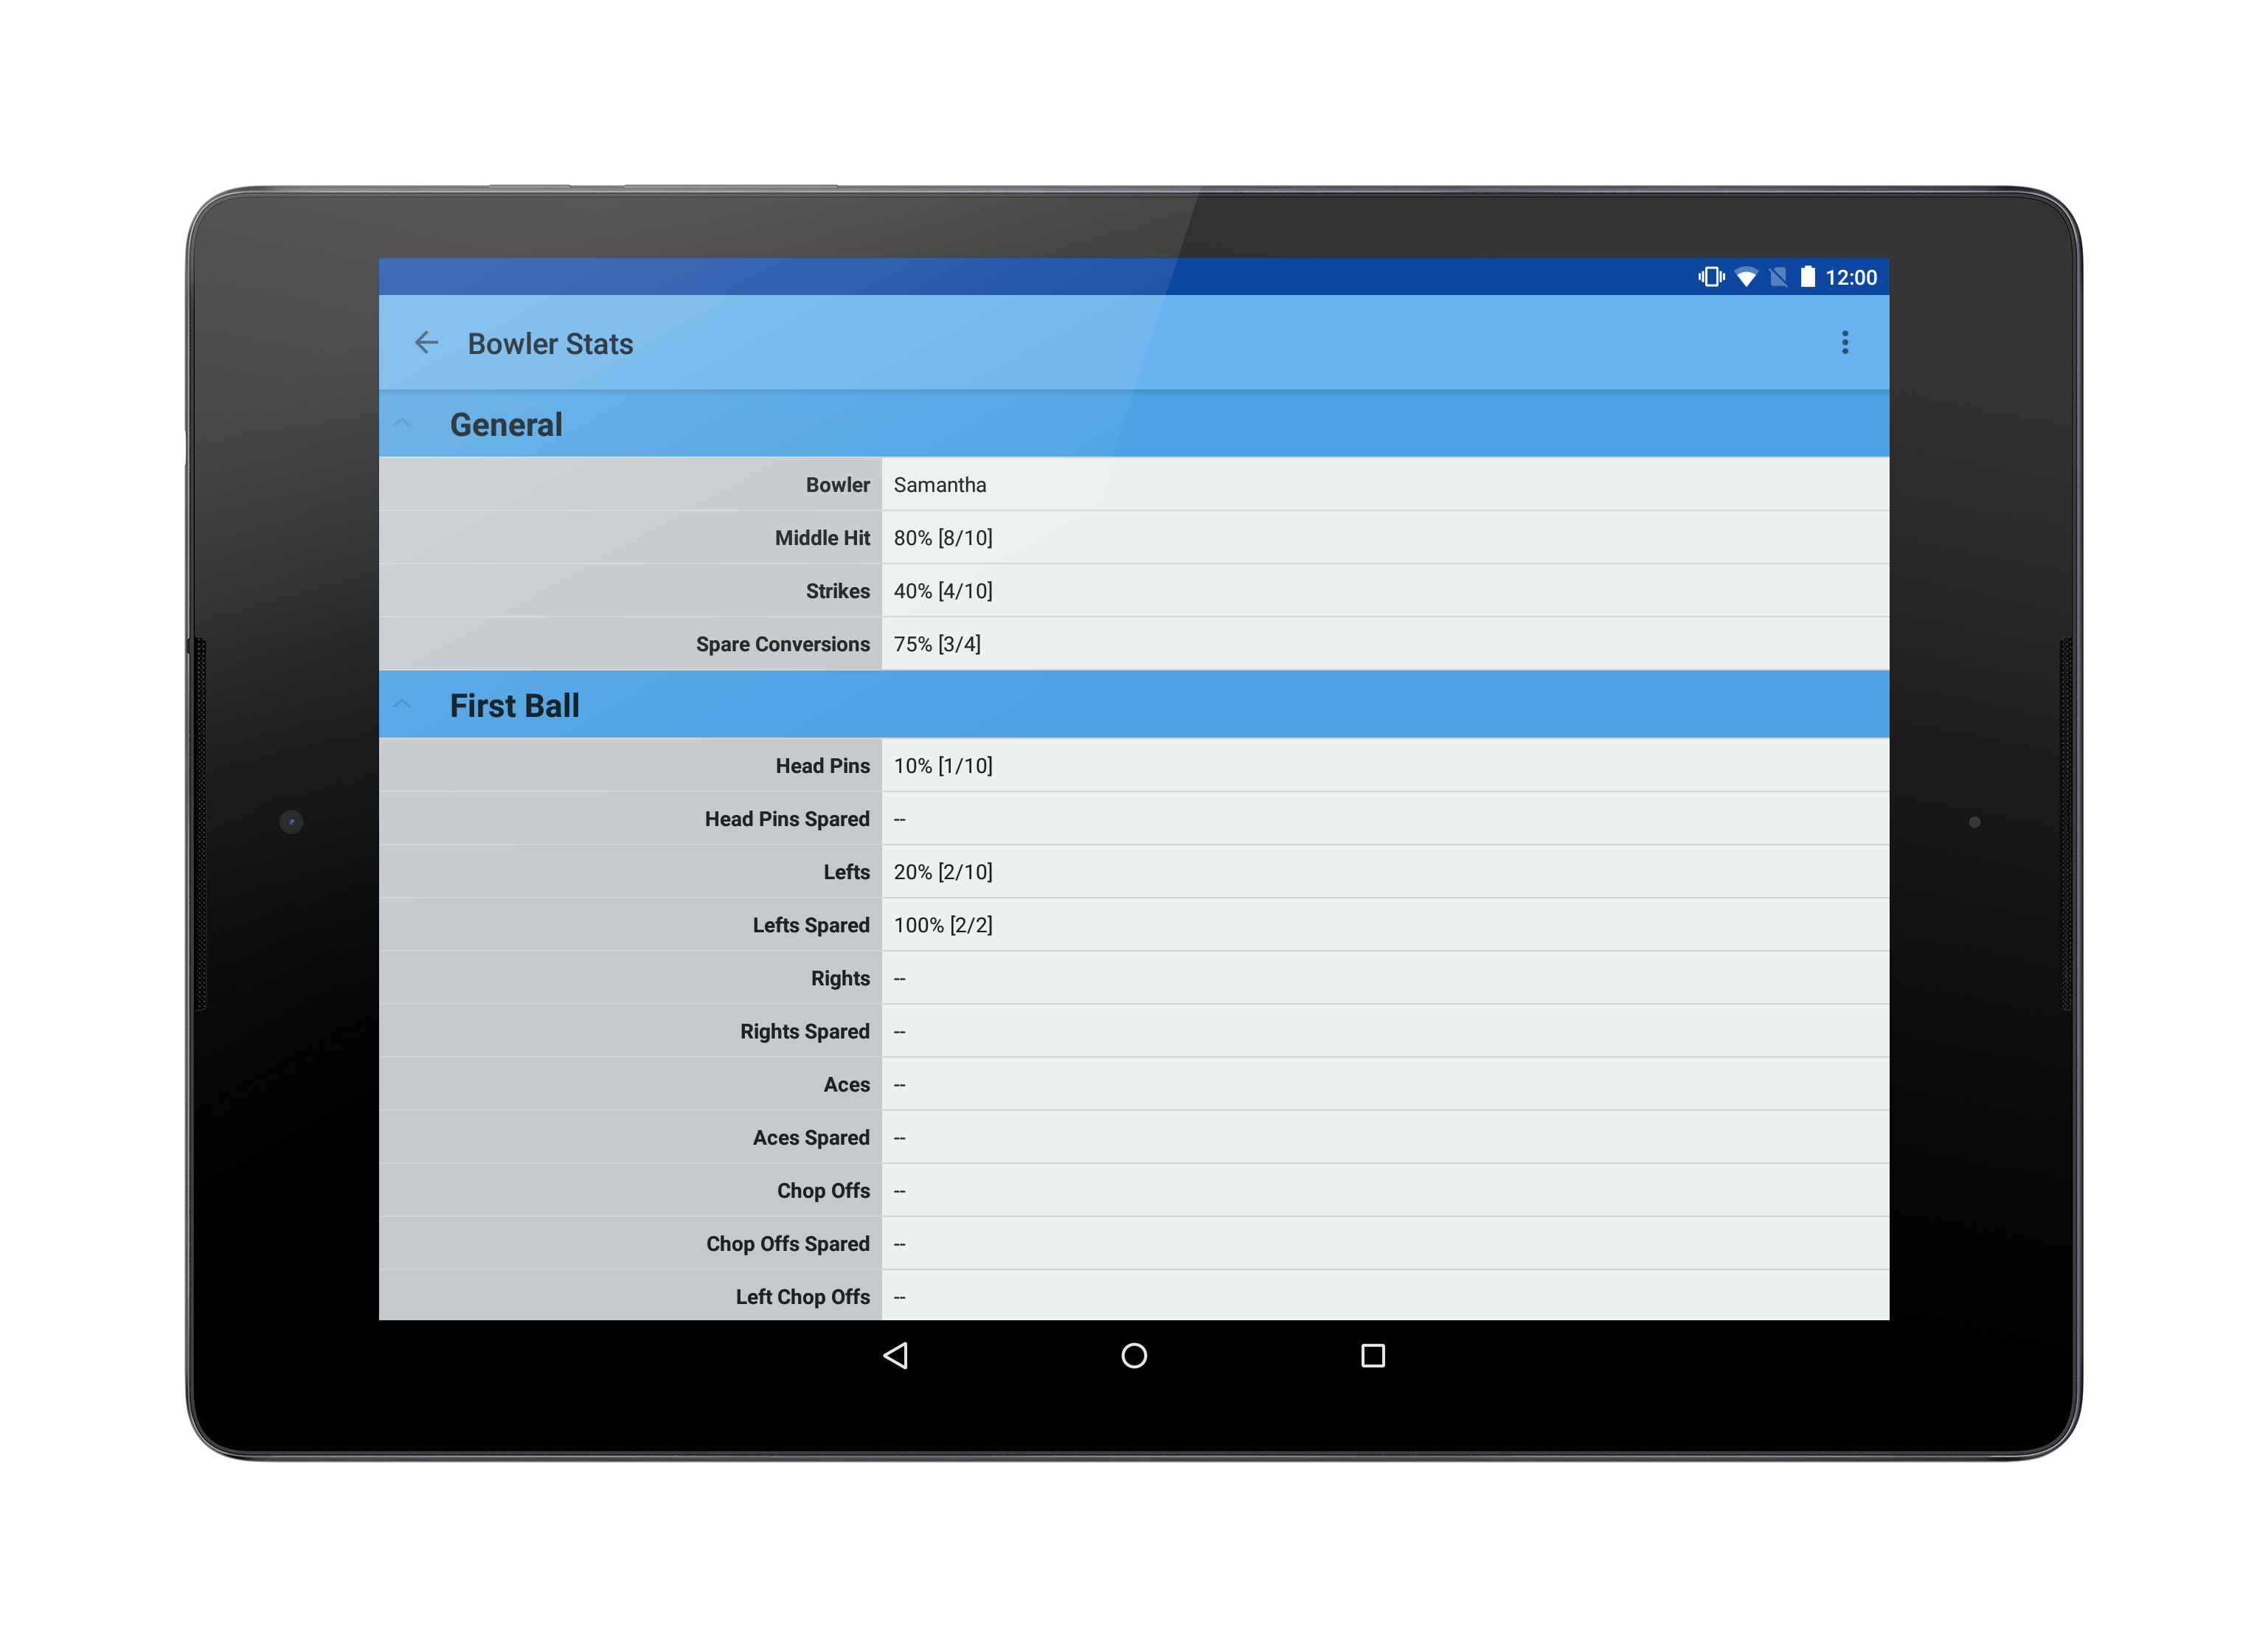 12:00
Bowler Stats
General
Bowler Samantha
Middle Hit 80% [8/10]
Strikes 40% [4/10]
Spare Conversions 75% [3/4]
First Ball
Head Pins 10% [1/10]
Head Pins Spared --
Lefts 20% [2/10]
Lefts Spared 100% [2/2]
Rights --
Rights Spared --
Aces --
Aces Spared --
Chop Offs --
Chop Offs Spared --
Left Chop Offs --